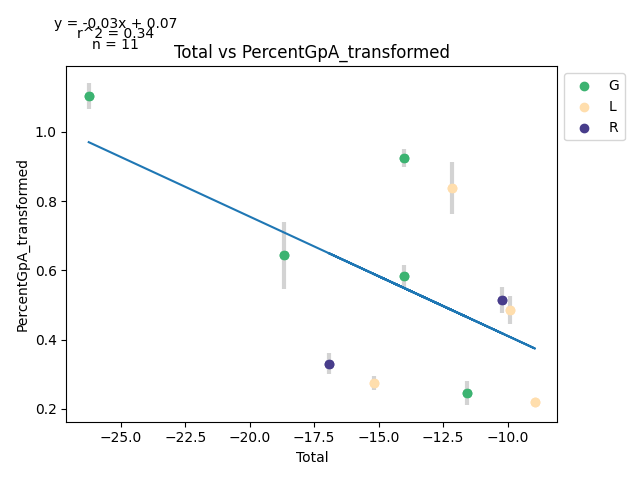 y = -0.03x + 0.07
r^2 = 0.34
n = 11
Total vs PercentGpA_transformed
G
L
R
PercentGpA_transformed
1.0
0.8
0.6
0.4
0.2
−25.0 −22.5 −20.0 −17.5 −15.0 −12.5 −10.0
Total